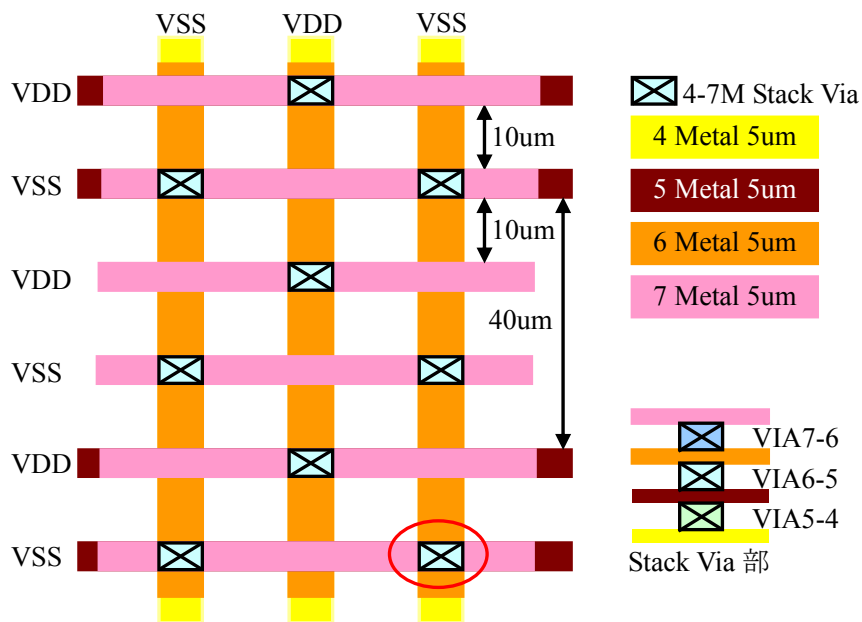 VSS VDD VSS
VDD
4-7M Stack Via
10um
4 Metal 5um
VSS
5 Metal 5um
10um
6 Metal 5um
VDD
7 Metal 5um
40um
VSS
VDD
VIA7-6
VIA6-5
VIA5-4
VSS
Stack Via 部